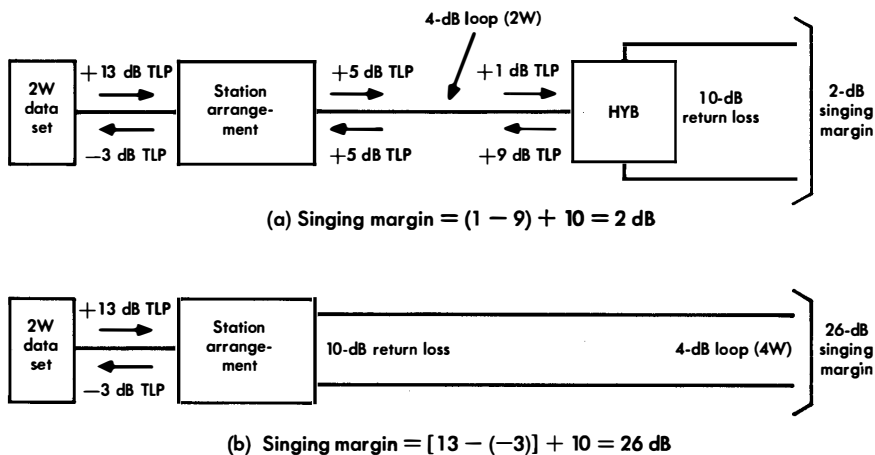 4-dB loop (2W)
+13 dB TLP
+5 dB TLP
+1 dB TLP
2W
data
set
Station
arrange-
ment
HYB
10-dB
return loss
2-dB
singing
margin
−3 dB TLP
+5 dB TLP
+9 dB TLP
(a) Singing margin = (1 − 9) + 10 = 2 dB
+13 dB TLP
2W
data
set
Station
arrange-
ment
10-dB return loss
4-dB loop (4W)
26-dB
singing
margin
−3 dB TLP
(b) Singing margin = [13 − (−3)] + 10 = 26 dB